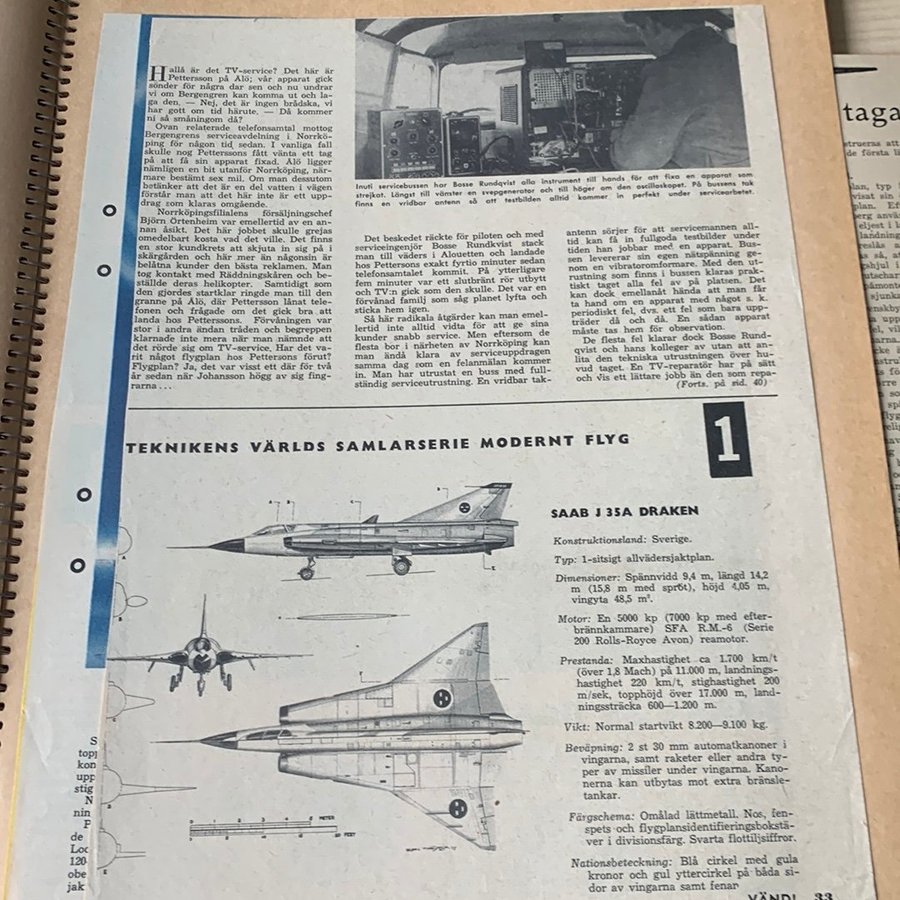 Hallå är det TV-service? Det här är
Pettersson på Alö; vår apparat gick
sönder för några dar sen och nu undrar
vi om Bergengren kan komma ut och la-
ga den. — Nej, det är ingen brådska, vi
har gott om tid härute. — Då kommer
ni så småningom då?
Ovan relaterade telefonsamtal mottog
Bergengrens serviceavdelning i Norrkö-
ping för någon tid sedan. I vanliga fall
skulle nog Petterssons fått vänta ett tag
på att få sin apparat fixad. Alö ligger
nämligen en bit utanför Norrköping, när-
mare bestämt sex mil. Om man dessutom
betänker att det är en del vatten i vägen
förstår man att det här inte är ett upp-
drag som klaras omgående.
Norrköpingsfilialens försäljningschef
Björn Örtenheim var emellertid av en an-
nan åsikt. Det här jobbet skulle grejas
omedelbart kosta vad det ville. Det finns
en stor kundkrets att skjuta in sig på i
skärgården och här mer än någonsin är
belåtna kunder den bästa reklamen. Man
tog kontakt med Räddningskåren och be-
ställde deras helikopter. Samtidigt som
den gjordes startklar ringde man till den
granne på Alö, där Pettersson lånat tele-
fonen och frågade om det gick bra att
landa hos Petterssons. Förvåningen var
stor i andra ändan tråden och begreppen
klarnade inte mera när man nämnde att
det rörde sig om TV-service. Har det va-
rit något flygplan hos Pettersons förut?
Flygplan? Ja, det var visst ett där för två
år sedan när Johansson högg av sig fing-
rarna ...
Inuti servicebussen har Bosse Rundqvist alla instrument till hands för att fixa en apparat som
strejkat. Längst till vänster en svepgenerator och till höger om den oscilloskopet. På bussens tak
finns en vridbar antenn så att testbilden alltid kommer in perfekt under servicearbetet.
Det beskedet räckte för piloten och med
serviceingenjör Bosse Rundkvist stack
man till väders i Alouetten och landade
hos Petterssons exakt fyrtio minuter sedan
telefonsamtalet kommit. På ytterligare
fem minuter var ett slutbränt rör utbytt
och TV:n gick som den skulle. Det var en
förvånad familj som såg planet lyfta och
sticka hem igen.
Så här radikala åtgärder kan man emel-
lertid inte alltid vidta för att ge sina
kunder snabb service. Men eftersom de
flesta bor i närheten av Norrköping kan
man ändå klara av serviceuppdragen
samma dag som en felanmälan kommer
in. Man har utrustat en buss med full-
ständig serviceutrustning. En vridbar tak-
antenn sörjer för att servicemannen all-
tid kan få in fullgoda testbilder under
tiden han jobbar med en apparat. Bus-
sen levererar sin egen nätspänning ge-
nom en vibratoromformare. Med den ut-
rustning som finns i bussen klaras prak-
tiskt taget alla fel av på platsen. Det
kan dock emellanåt hända att man får
ta hand om en apparat med något s. k.
periodiskt fel, dvs. ett fel som bara upp-
träder då och då. En sådan apparat
måste tas hem för observation.
De flesta fel klarar dock Bosse Rund-
qvist och hans kolleger av utan att an-
lita den tekniska utrustningen över hu-
vud taget. En TV-reparatör har på sätt
och vis ett lättare jobb än den som repa-
(Forts. på sid. 40)
TEKNIKENS VÄRLDS SAMLARSERIE MODERNT FLYG
1
SAAB J 35A DRAKEN
Konstruktionsland: Sverige.
Typ: 1-sitsigt allvädersjaktplan.
Dimensioner: Spännvidd 9,4 m, längd 14,2
m (15,8 m med spröt), höjd 4,05 m,
vingyta 48,5 m².
Motor: En 5000 kp (7000 kp med efter-
brännkammare) SFA R.M.-6 (Serie
200 Rolls-Royce Avon) reamotor.
Prestanda: Maxhastighet ca 1.700 km/t
(över 1,8 Mach) på 11.000 m, landnings-
hastighet 220 km/t, stighastighet 200
m/sek, topphöjd över 17.000 m, land-
ningssträcka 600—1.200 m.
Vikt: Normal startvikt 8.200—9.100 kg.
Beväpning: 2 st 30 mm automatkanoner i
vingarna, samt raketer eller andra ty-
per av missiler under vingarna. Kano-
nerna kan utbytas mot extra bränsle-
tankar.
Färgschema: Omålad lättmetall. Nos, fen-
spets och flygplansidentifieringsbokstä-
ver i divisionsfärg. Svarta flottiljsiffror.
Nationsbeteckning: Blå cirkel med gula
kronor och gul yttercirkel på båda si-
dor av vingarna samt fenar
VÄND! 33
METER
FEET
taga